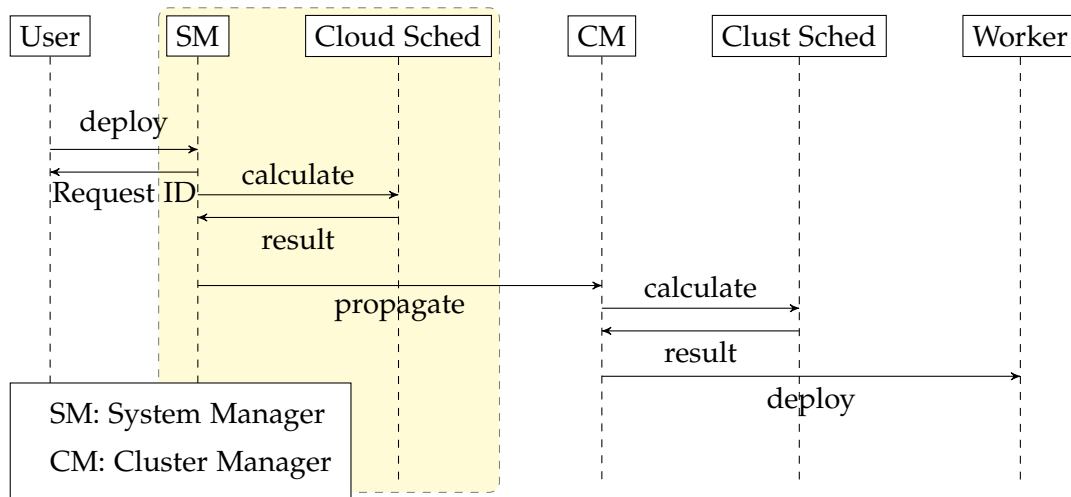 User SM Cloud Sched CM Clust Sched Worker
deploy
Request ID
calculate
result
propagate
calculate
result
deploy
SM: System Manager
CM: Cluster Manager